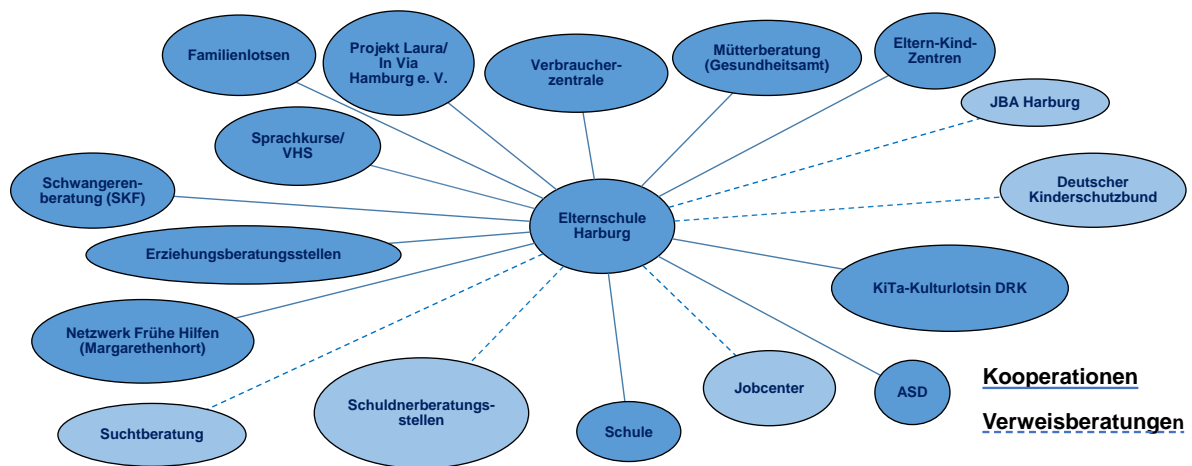 Familienlotsen
Projekt Laura/
In Via
Hamburg e. V.
Verbraucher-
zentrale
Mütterberatung
(Gesundheitsamt)
Eltern-Kind-
Zentren
JBA Harburg
Sprachkurse/
VHS
Schwangeren-
beratung (SKF)
Deutscher
Kinderschutzbund
Elternschule
Harburg
Erziehungsberatungsstellen
KiTa-Kulturlotsin DRK
Netzwerk Frühe Hilfen
(Margarethenhort)
Suchtberatung
Schuldnerberatungs-
stellen
Schule
Jobcenter
ASD
Kooperationen
Verweisberatungen